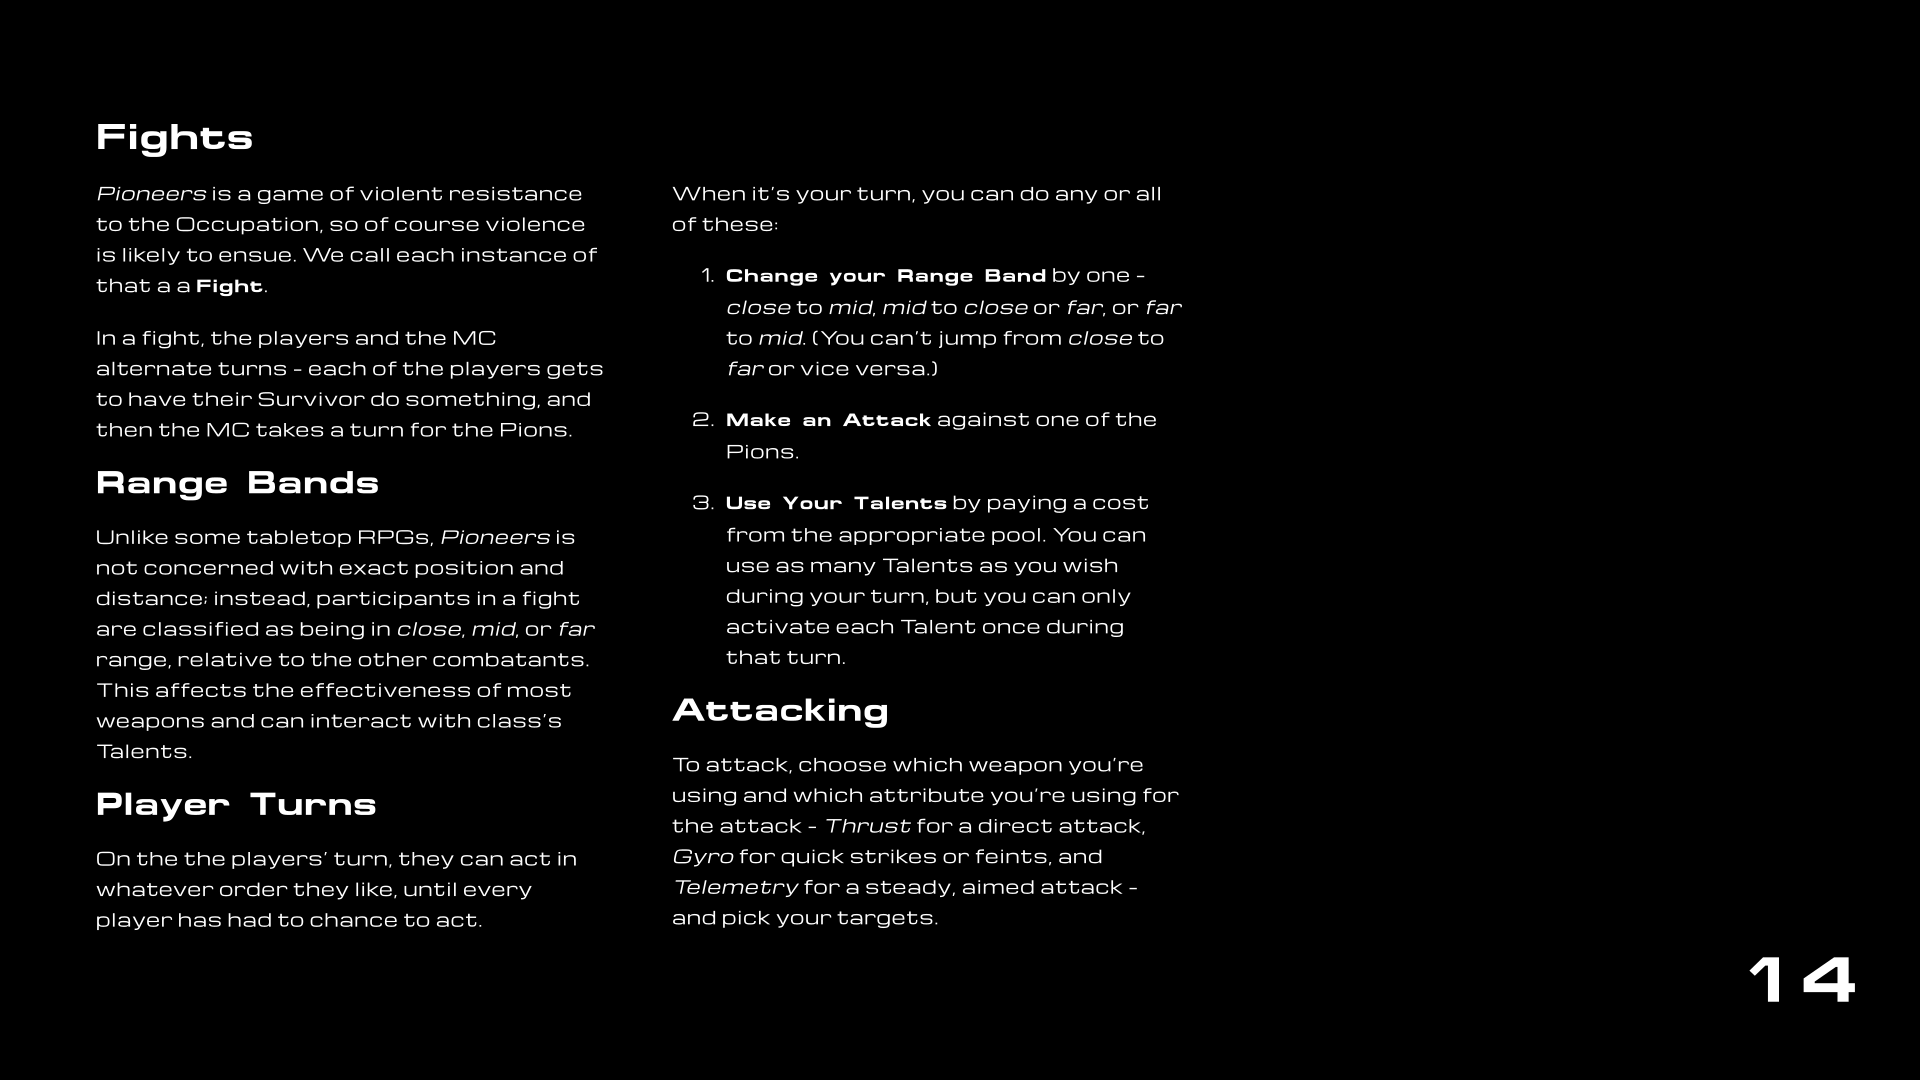 Fights
Pioneers is a game of violent resistance
to the Occupation, so of course violence
is likely to ensue. We call each instance of
that a a Fight.
In a fight, the players and the MC
alternate turns - each of the players gets
to have their Survivor do something, and
then the MC takes a turn for the Pions.
Range Bands
Unlike some tabletop RPGs, Pioneers is
not concerned with exact position and
distance; instead, participants in a fight
are classified as being in close, mid, or far
range, relative to the other combatants.
This affects the effectiveness of most
weapons and can interact with class's
Talents.
Player Turns
On the the players' turn, they can act in
whatever order they like, until every
player has had to chance to act.
When it's your turn, you can do any or all
of these:
1. Change your Range Band by one -
close to mid, mid to close or far, or far
to mid. (You can't jump from close to
far or vice versa.)
2. Make an Attack against one of the
Pions.
3. Use Your Talents by paying a cost
from the appropriate pool. You can
use as many Talents as you wish
during your turn, but you can only
activate each Talent once during
that turn.
Attacking
To attack, choose which weapon you're
using and which attribute you're using for
the attack - Thrust for a direct attack,
Gyro for quick strikes or feints, and
Telemetry for a steady, aimed attack -
and pick your targets.
14